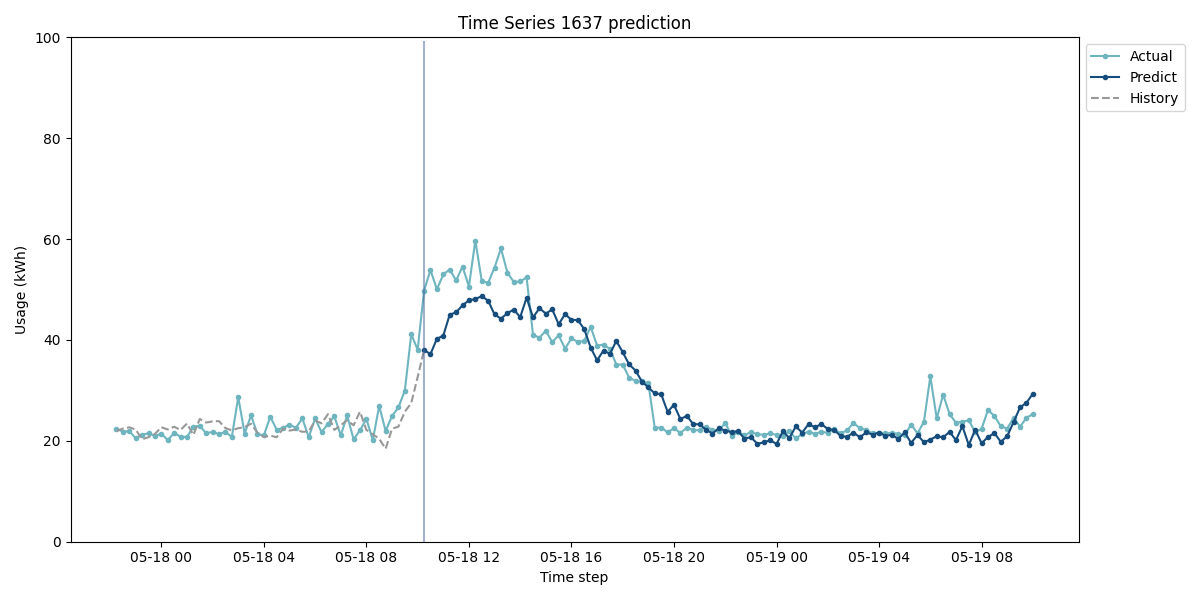 Time Series 1637 prediction
100
80
60
40
20
0
Usage (kWh)
05-18 00
05-18 04
05-18 08
05-18 12
05-18 16
05-18 20
05-19 00
05-19 04
05-19 08
Time step
Actual
Predict
History